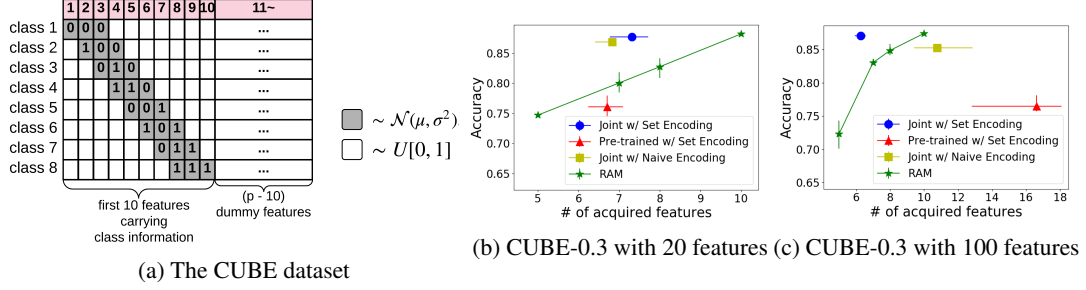 1 2 3 4 5 6 7 8 9 10 11~
class 1 0 0 0 ...
class 2 1 0 0 ...
class 3 0 1 0 ...
class 4 1 1 0 ...
class 5 0 0 1 ...
class 6 1 0 1 ...
class 7 0 1 1 ...
class 8 1 1 1 ...
first 10 features
carrying
class information
(p - 10)
dummy features
~ N(μ, σ²)
~ U[0, 1]
(a) The CUBE dataset
Accuracy
0.85
0.80
0.75
0.70
0.65
Joint w/ Set Encoding
Pre-trained w/ Set Encoding
Joint w/ Naive Encoding
RAM
5 6 7 8 9 10
# of acquired features
(b) CUBE-0.3 with 20 features
Accuracy
0.85
0.80
0.75
0.70
0.65
Joint w/ Set Encoding
Pre-trained w/ Set Encoding
Joint w/ Naive Encoding
RAM
6 8 10 12 14 16 18
# of acquired features
(c) CUBE-0.3 with 100 features